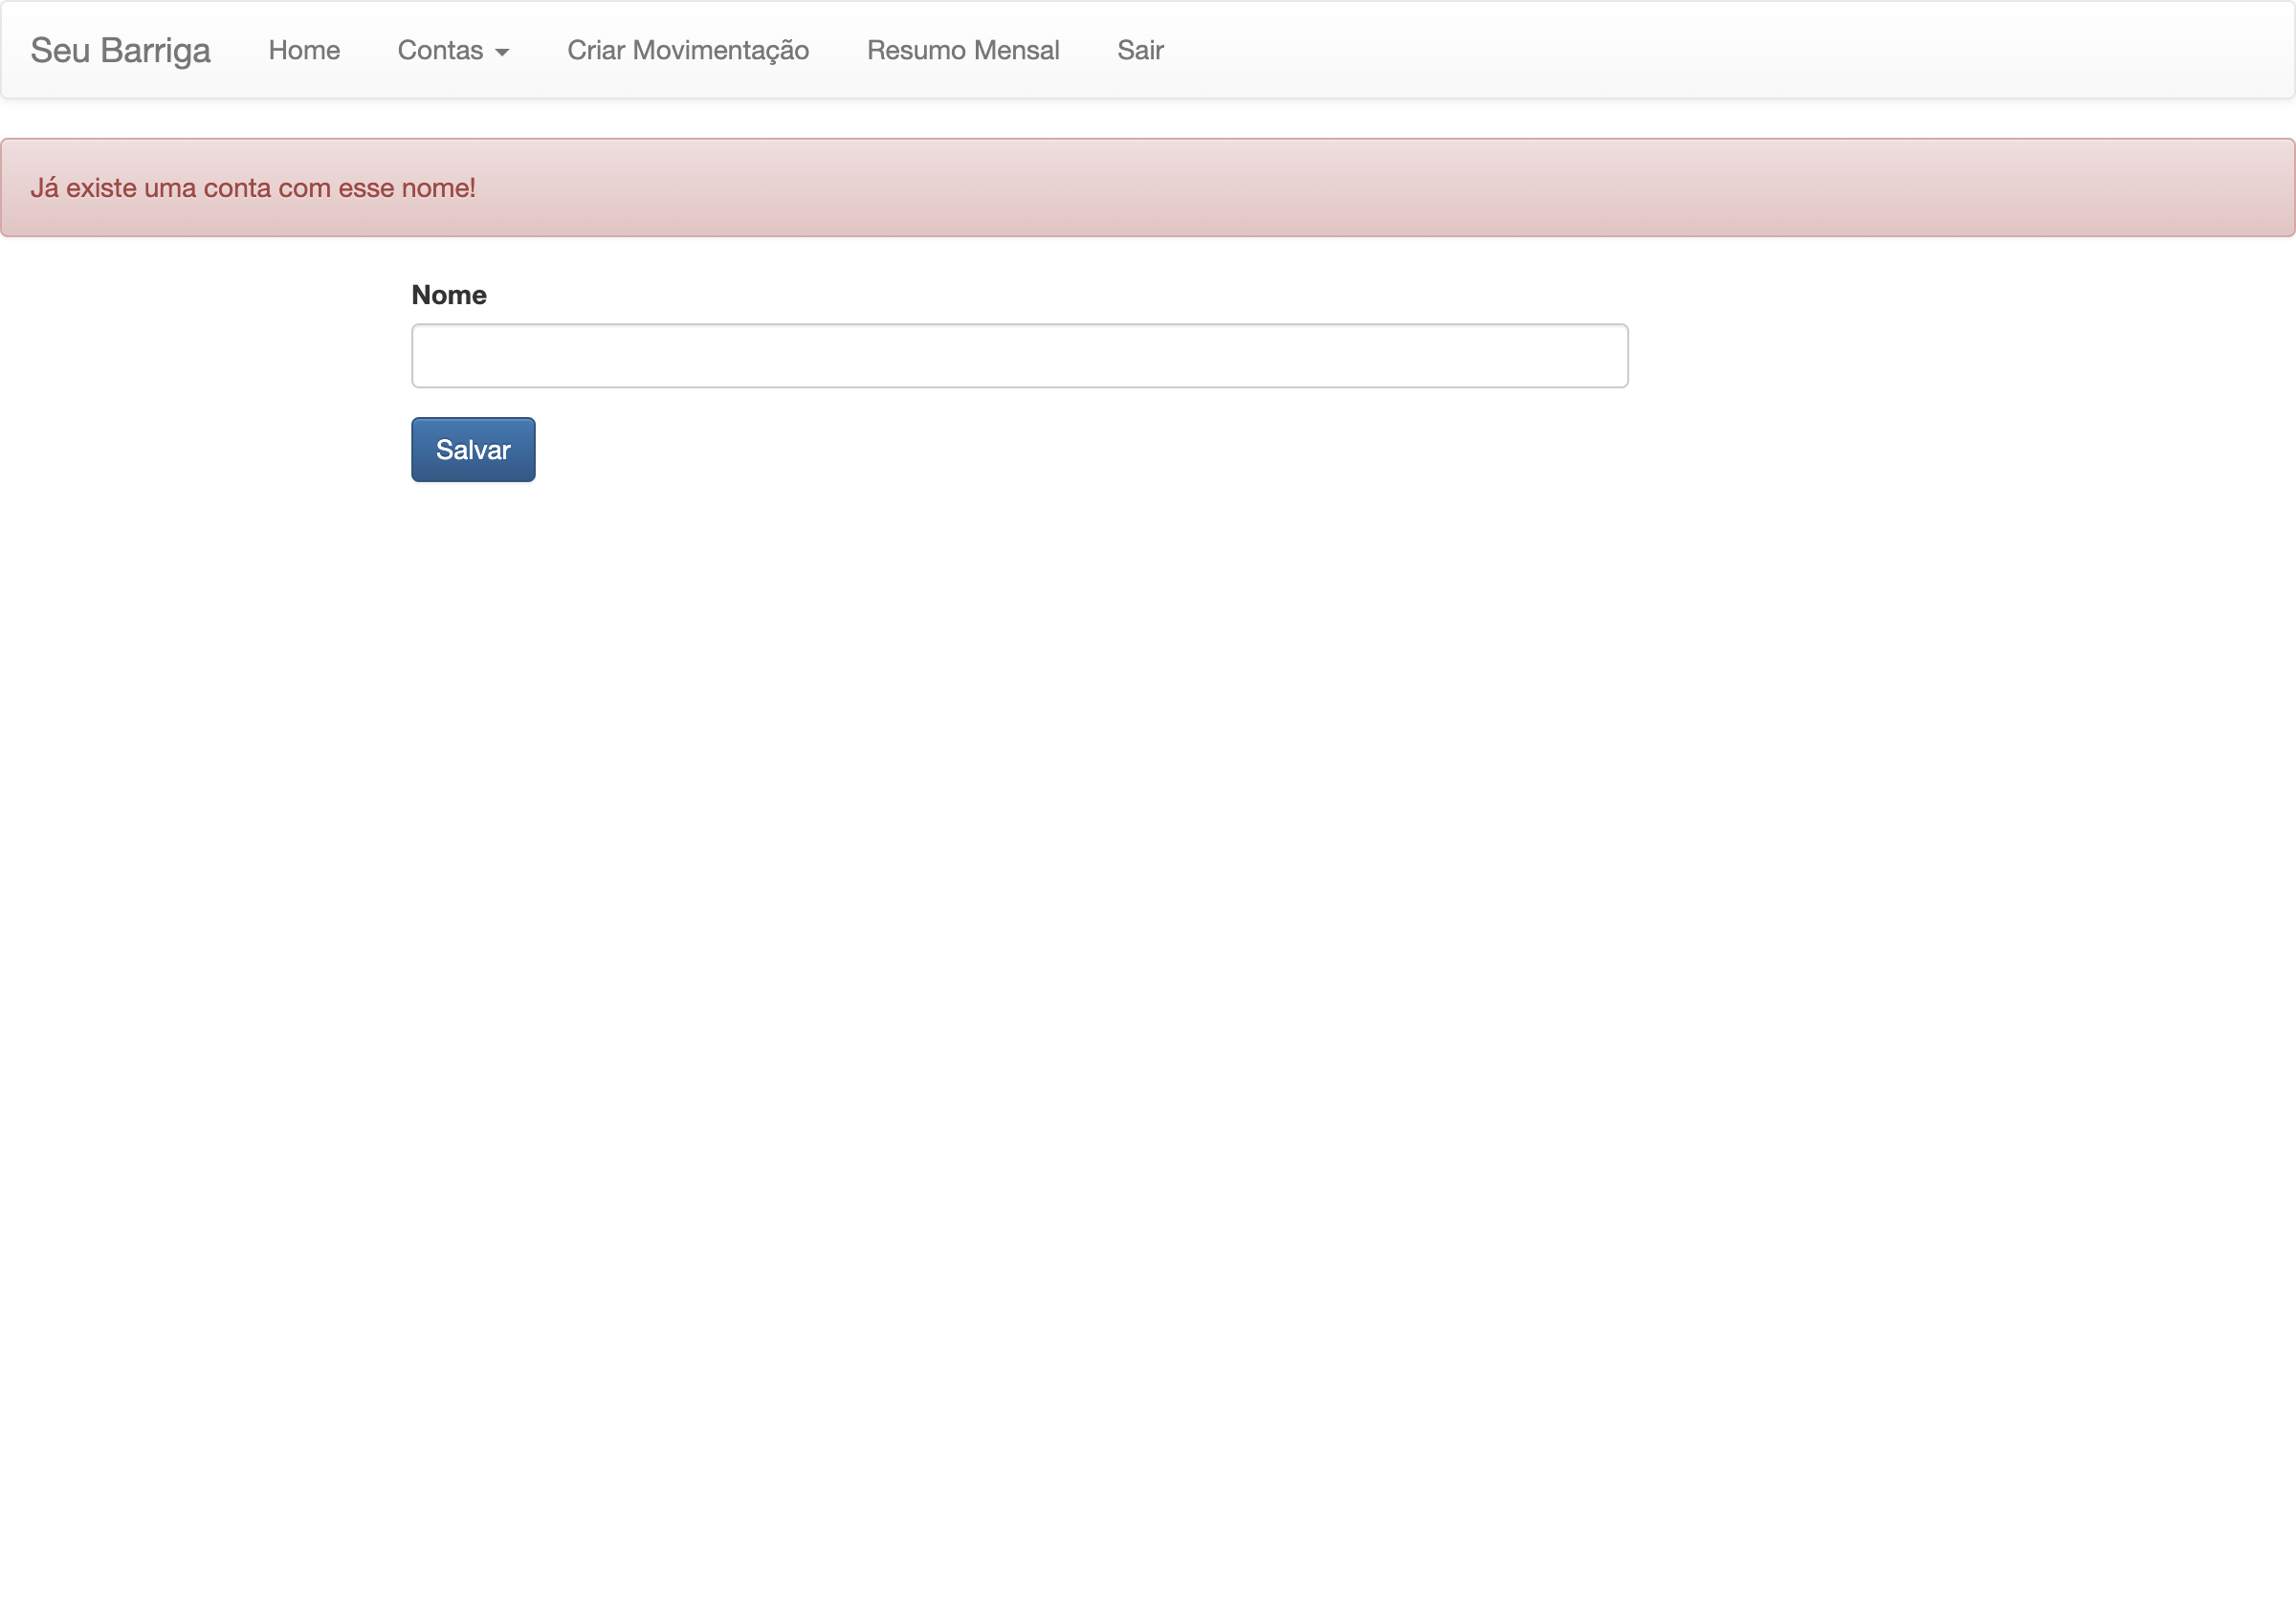 Seu Barriga Home Contas Criar Movimentação Resumo Mensal Sair
Já existe uma conta com esse nome!
Nome
Salvar